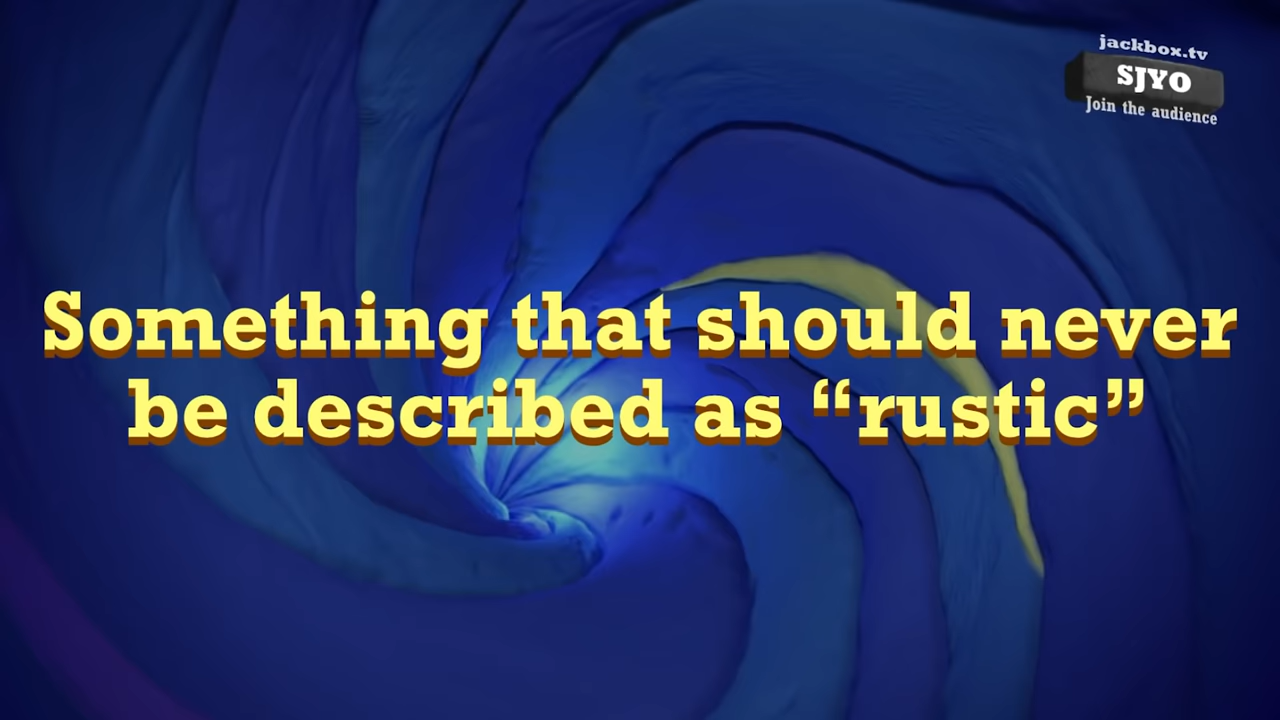 jackbox.tv
SJYO
Join the audience
Something that should never
be described as “rustic”